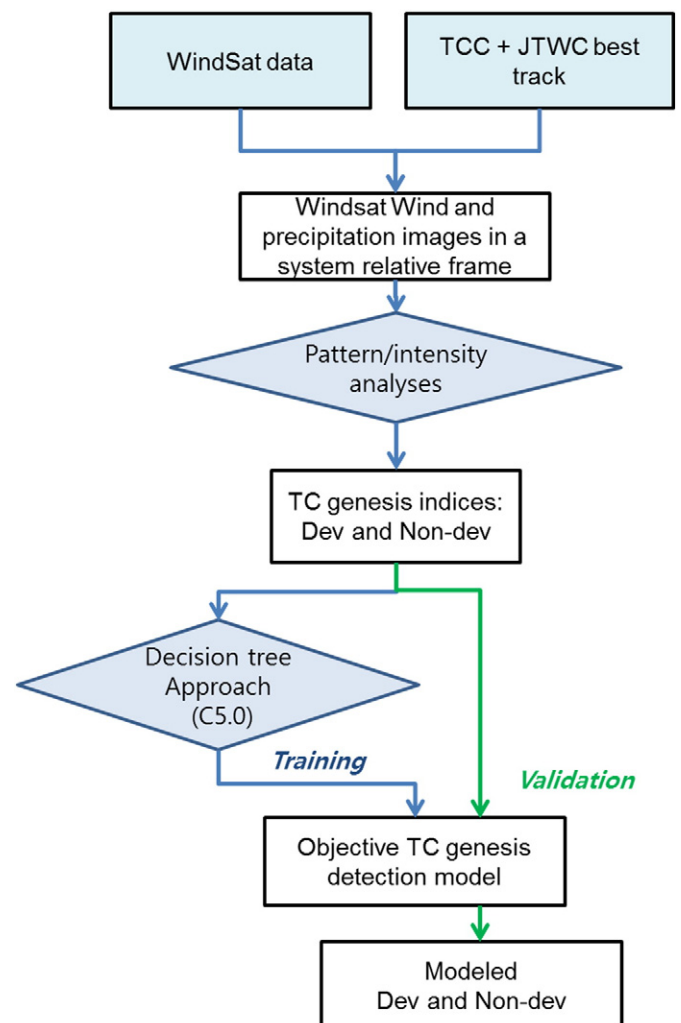 WindSat data
TCC + JTWC best
track
Windsat Wind and
precipitation images in a
system relative frame
Pattern/intensity
analyses
TC genesis indices:
Dev and Non-dev
Decision tree
Approach
(C5.0)
Training
Validation
Objective TC genesis
detection model
Modeled
Dev and Non-dev